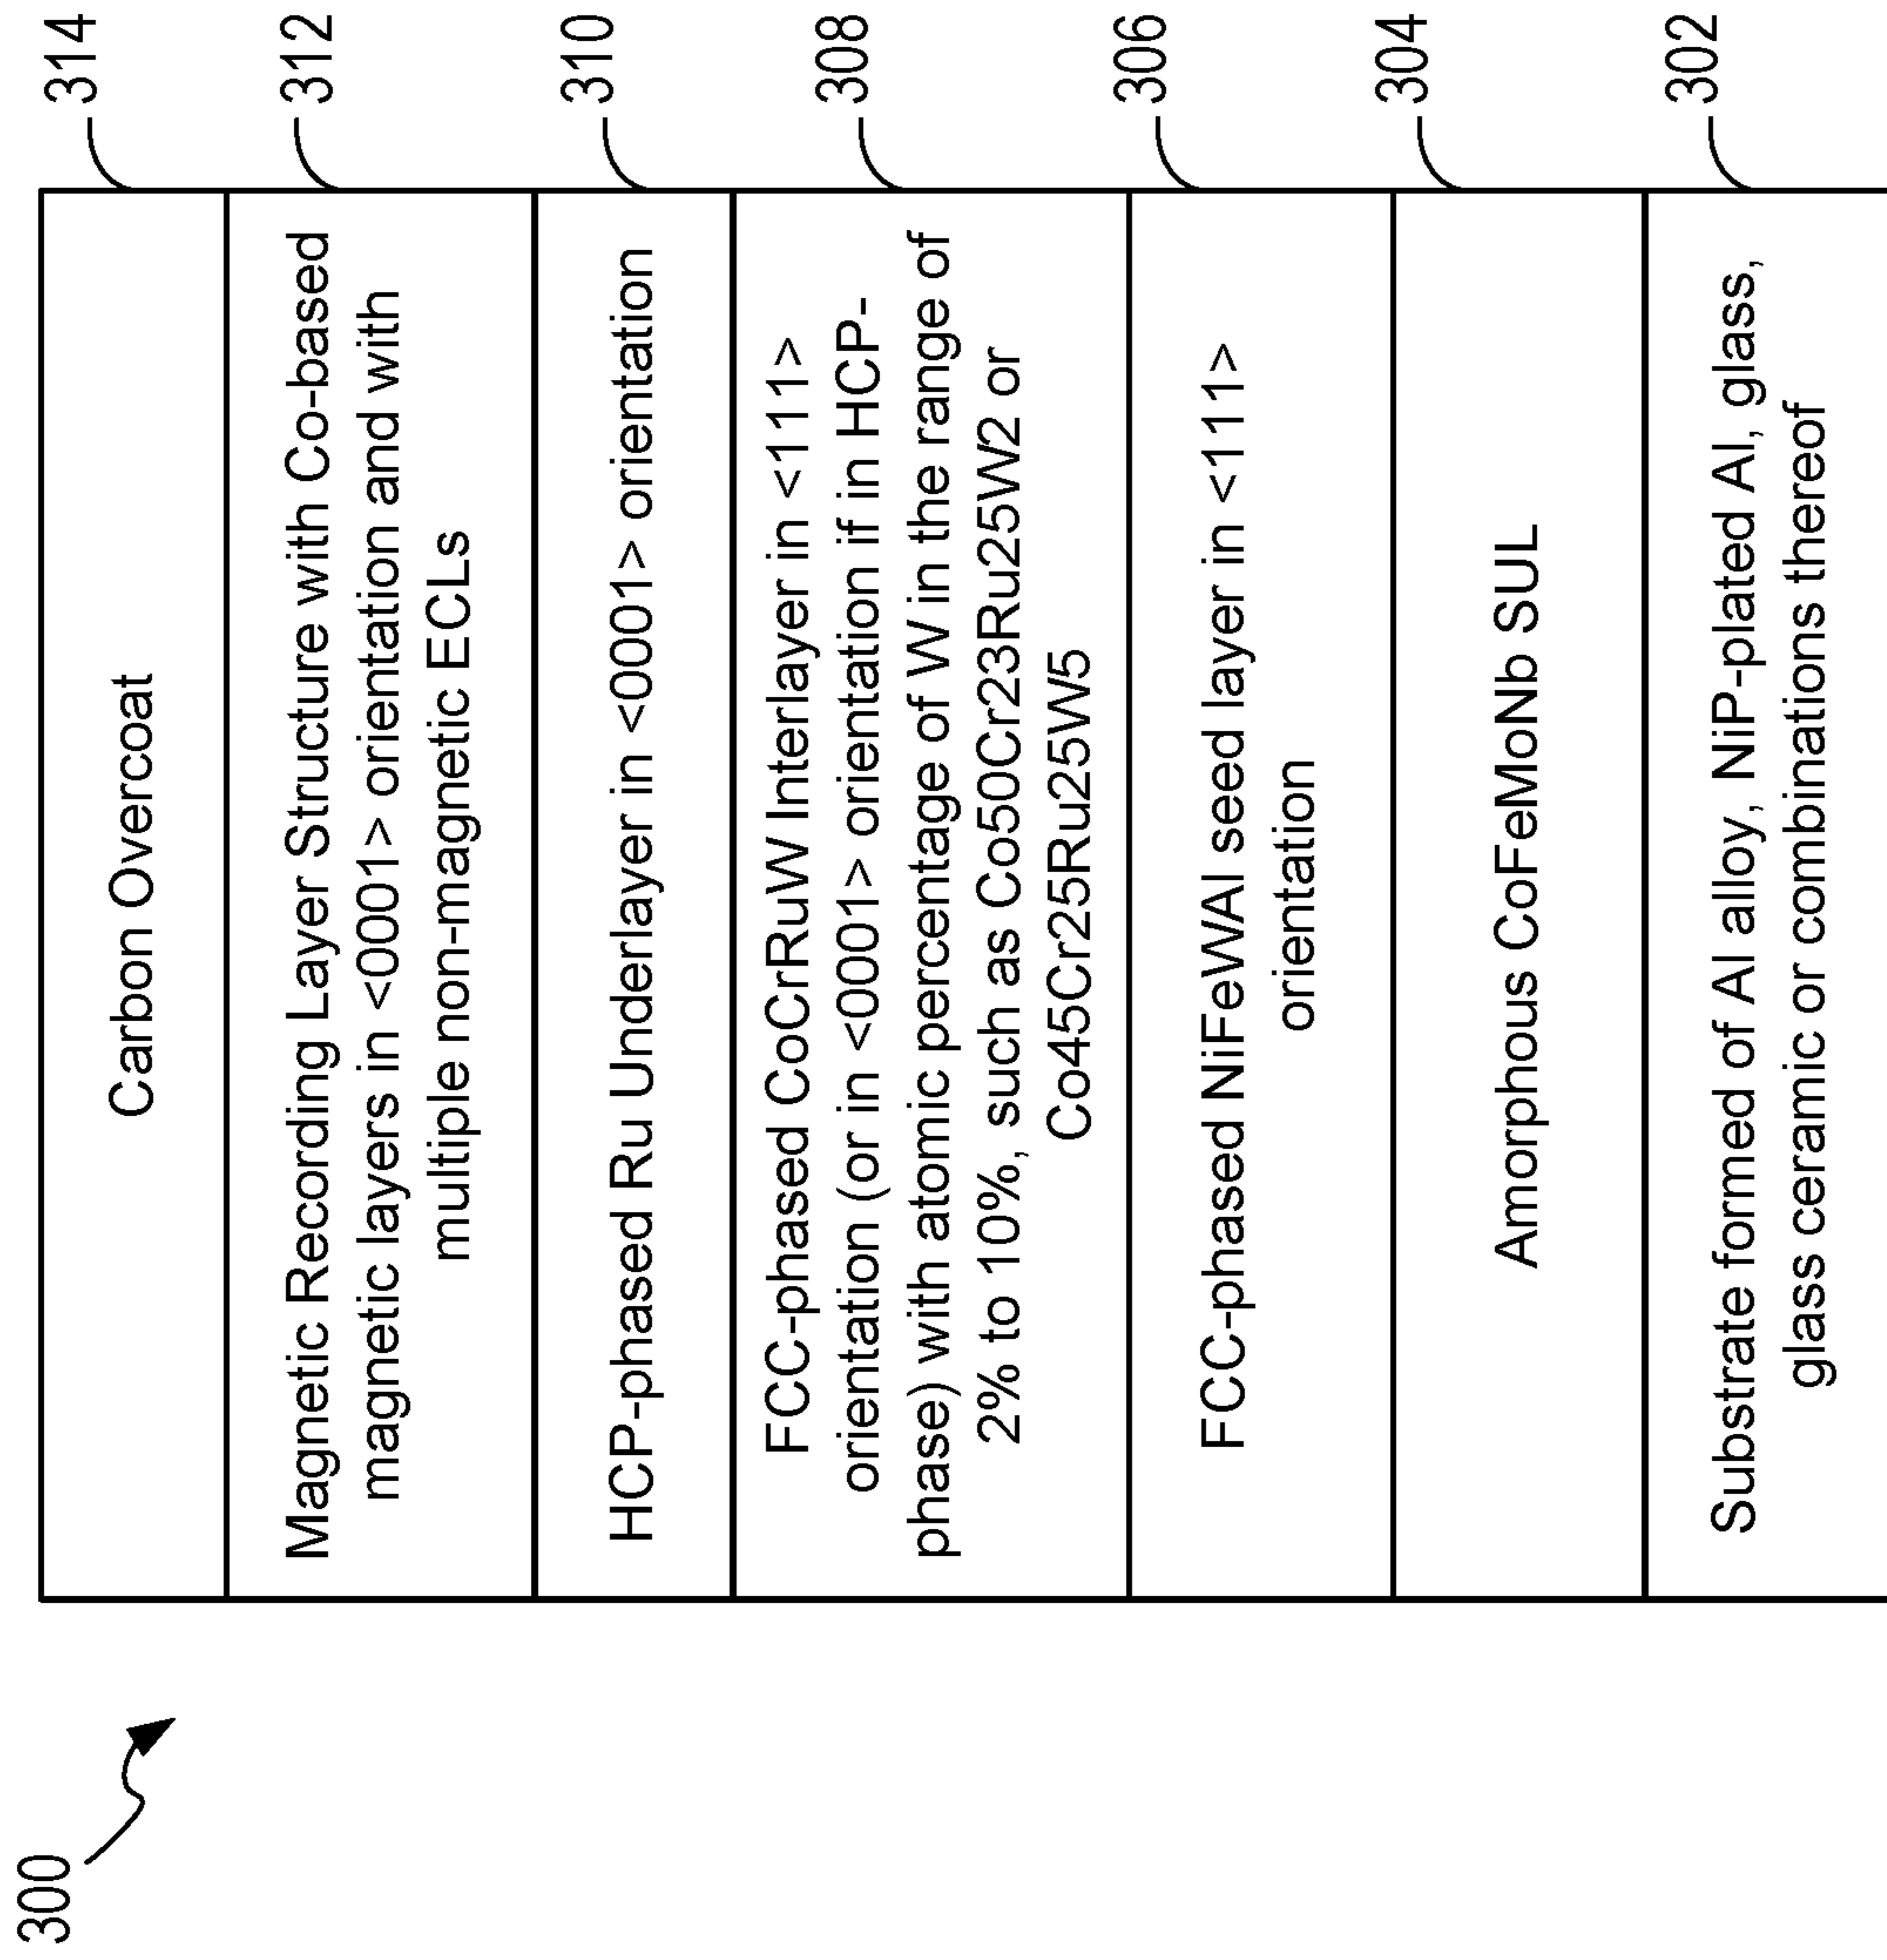 300
Carbon Overcoat
314
Magnetic Recording Layer Structure with Co-based
magnetic layers in <0001> orientation and with
multiple non-magnetic ECLs
312
HCP-phased Ru Underlayer in <0001> orientation
310
FCC-phased CoCrRuW Interlayer in <111>
orientation (or in <0001> orientation if in HCP-
phase) with atomic percentage of W in the range of
2% to 10%, such as Co50Cr23Ru25W2 or
Co45Cr25Ru25W5
308
FCC-phased NiFeWAl seed layer in <111>
orientation
306
Amorphous CoFeMoNb SUL
304
Substrate formed of Al alloy, NiP-plated Al, glass,
glass ceramic or combinations thereof
302